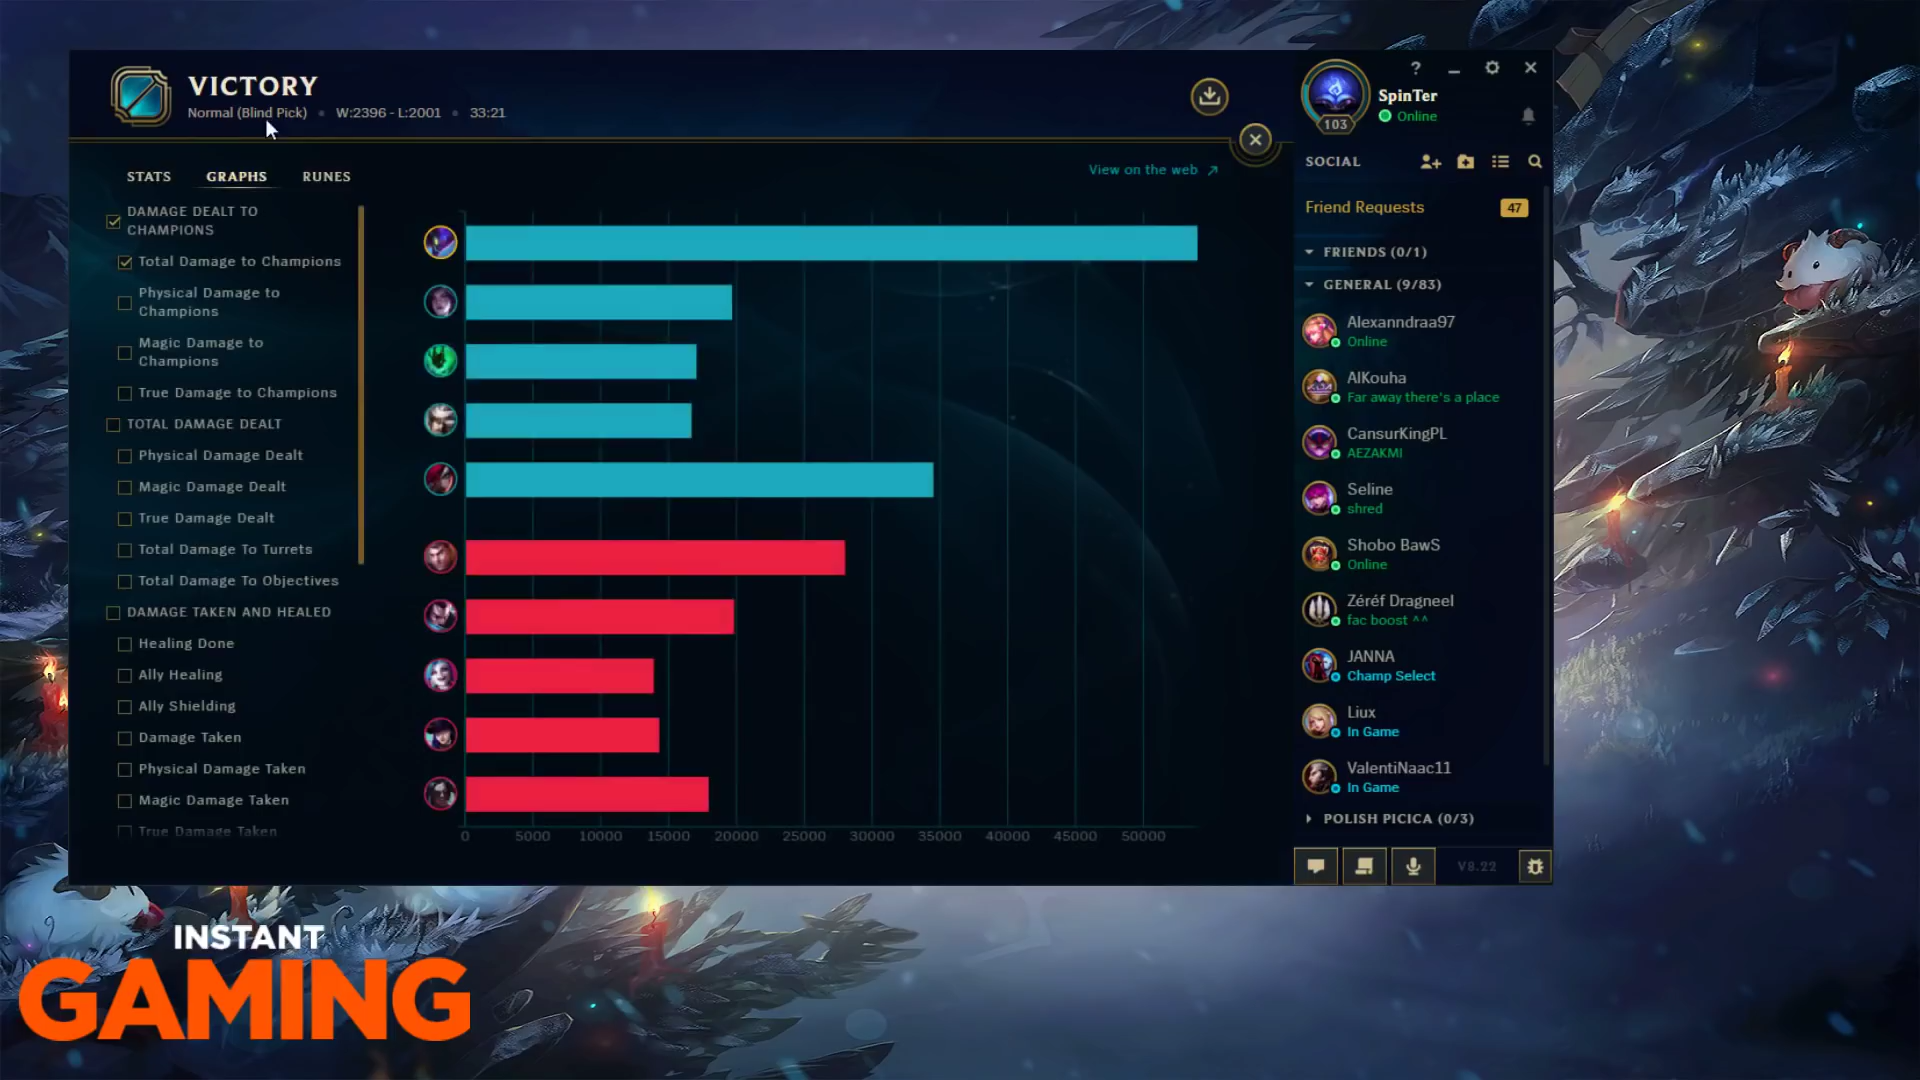 VICTORY
Normal (Blind Pick) • W:2396 - L:2001 • 33:21
STATS GRAPHS RUNES
View on the web
DAMAGE DEALT TO
CHAMPIONS
Total Damage to Champions
Physical Damage to
Champions
Magic Damage to
Champions
True Damage to Champions
TOTAL DAMAGE DEALT
Physical Damage Dealt
Magic Damage Dealt
True Damage Dealt
Total Damage To Turrets
Total Damage To Objectives
DAMAGE TAKEN AND HEALED
Healing Done
Ally Healing
Ally Shielding
Damage Taken
Physical Damage Taken
Magic Damage Taken
True Damage Taken
0 5000 10000 15000 20000 25000 30000 35000 40000 45000 50000
?
SpinTer
Online
103
SOCIAL
Friend Requests 47
FRIENDS (0/1)
GENERAL (9/83)
Alexanndraa97
Online
AlKouha
Far away there's a place
CansurKingPL
AEZAKMI
Seline
shred
Shobo BawS
Online
Zéréf Dragneel
fac boost ^^
JANNA
Champ Select
Liux
In Game
ValentiNaac11
In Game
POLISH PICICA (0/3)
V8.22
INSTANT
GAMING